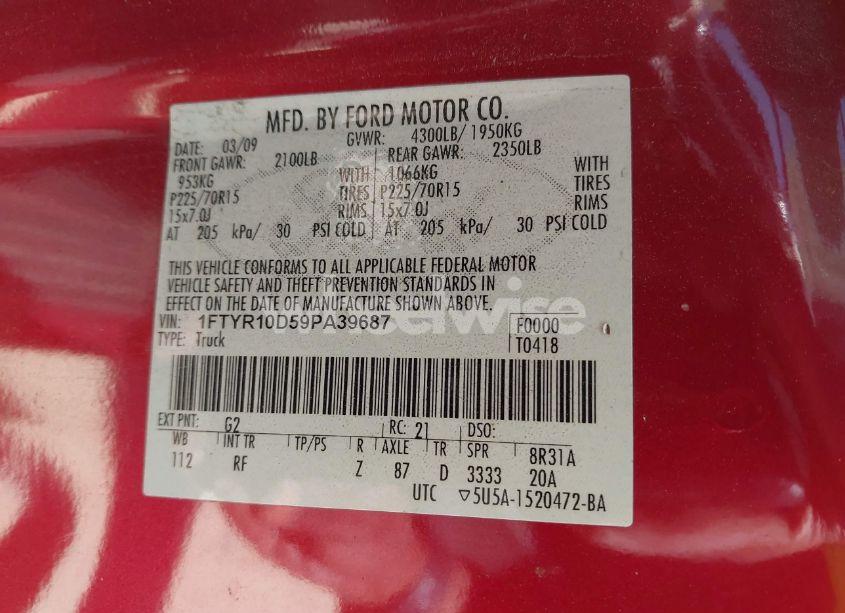 MFD. BY FORD MOTOR CO.
DATE: 03/09 GVWR: 4300LB/ 1950KG
FRONT GAWR: 2100LB REAR GAWR: 2350LB
953KG WITH 1066KG WITH
P225/70R15 TIRES P225/70R15 TIRES
15x7.0J RIMS 15x7.0J RIMS
AT 205 kPa/ 30 PSI COLD AT 205 kPa/ 30 PSI COLD
THIS VEHICLE CONFORMS TO ALL APPLICABLE FEDERAL MOTOR
VEHICLE SAFETY AND THEFT PREVENTION STANDARDS IN
EFFECT ON THE DATE OF MANUFACTURE SHOWN ABOVE.
VIN: 1FTYR10D59PA39687 F0000
TYPE: Truck T0418
EXT PNT: G2 RC: 21 DSO:
WB INT TR TP/PS R AXLE TR SPR 8R31A
112 RF Z 87 D 3333 20A
UTC ▽5U5A-1520472-BA